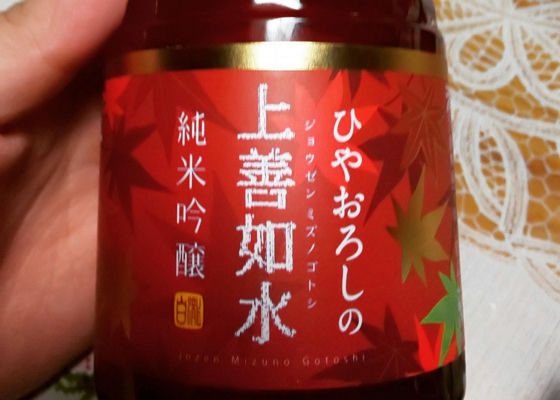 ひやおろしの
ジョウゼンミズノゴトシ
上善如水
純米吟醸
白瀧
Jozen Mizuno Gotoshi